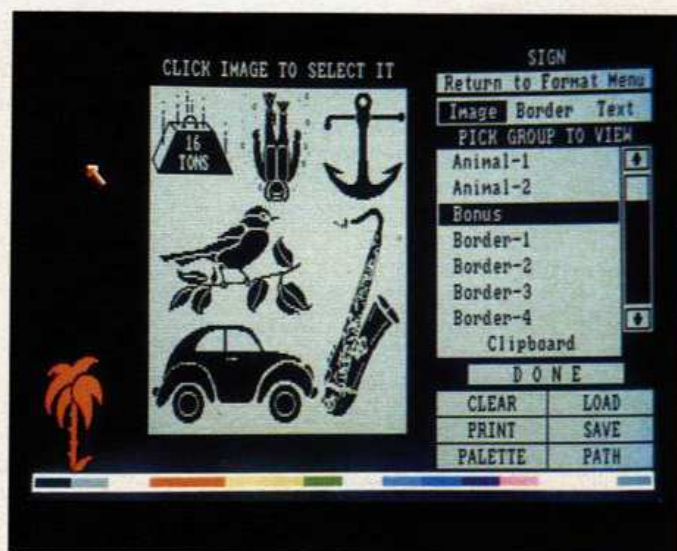 CLICK IMAGE TO SELECT IT
16
TONS
SIGN
Return to Format Menu
Image Border Text
PICK GROUP TO VIEW
Animal-1
Animal-2
Bonus
Border-1
Border-2
Border-3
Border-4
Clipboard
DONE
CLEAR LOAD
PRINT SAVE
PALETTE PATH